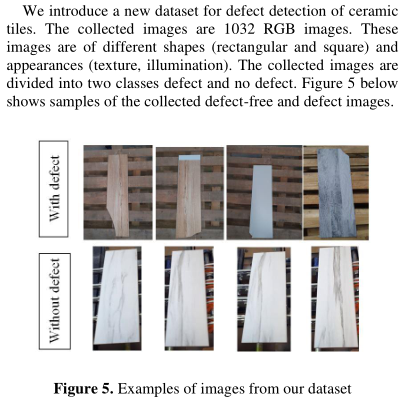 We introduce a new dataset for defect detection of ceramic
tiles. The collected images are 1032 RGB images. These
images are of different shapes (rectangular and square) and
appearances (texture, illumination). The collected images are
divided into two classes defect and no defect. Figure 5 below
shows samples of the collected defect-free and defect images.
With defect
Without defect
Figure 5. Examples of images from our dataset